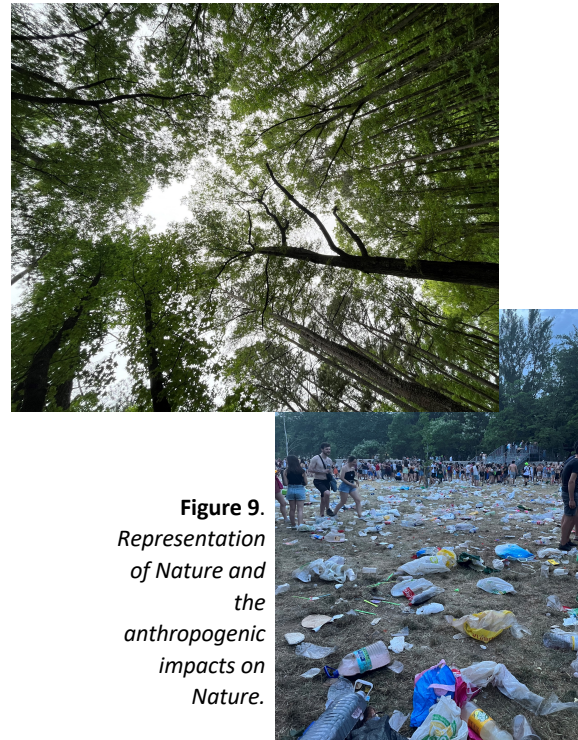 Figure 9.
Representation
of Nature and
the
anthropogenic
impacts on
Nature.